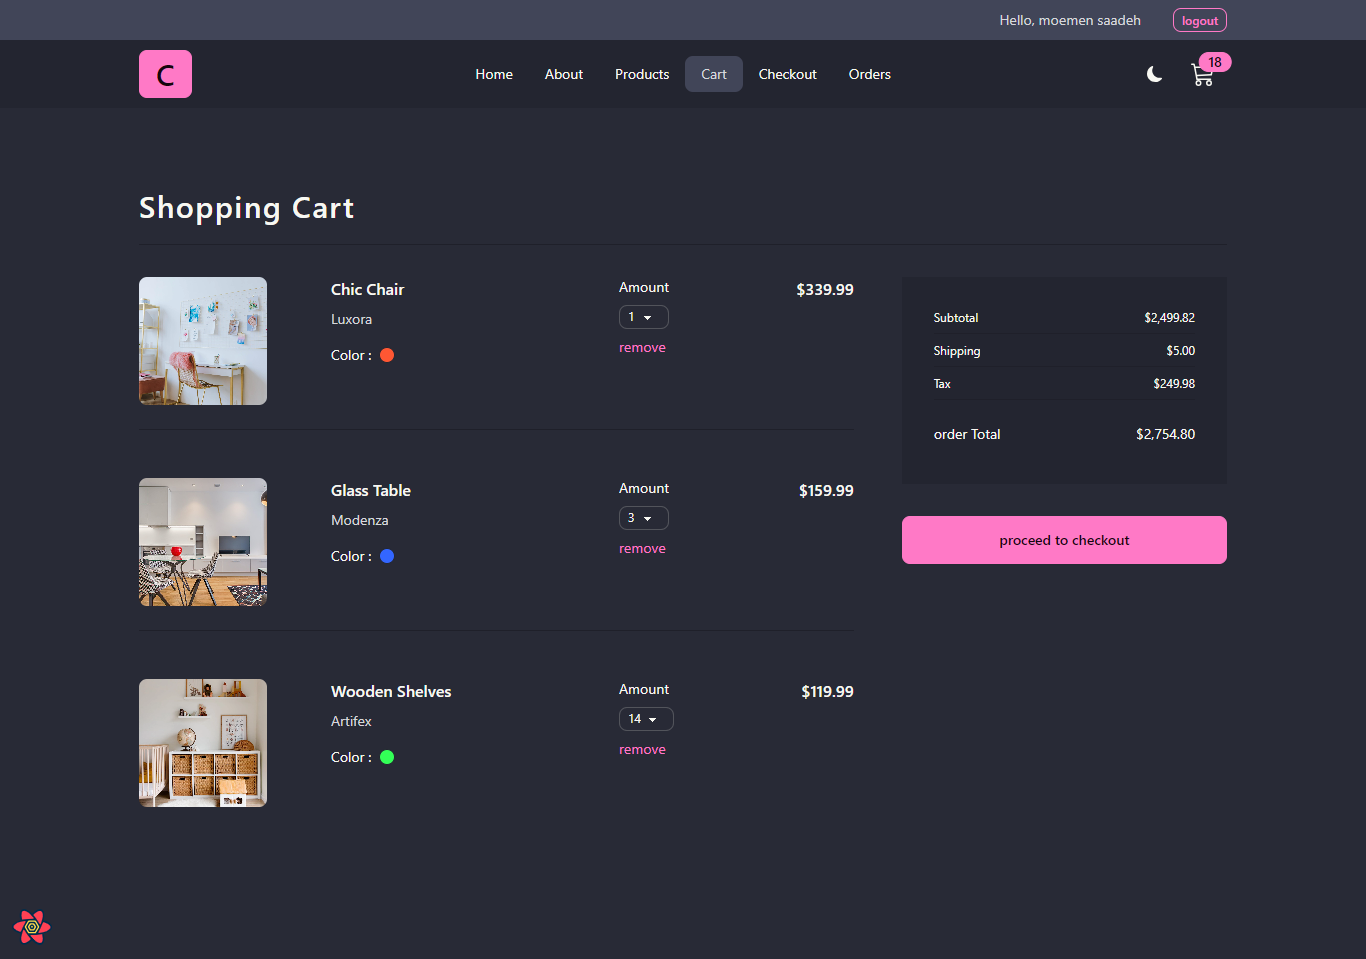 Hello, moemen saadeh logout
C Home About Products Cart Checkout Orders 18
Shopping Cart
Chic Chair
Luxora
Color :
Amount
1
remove
$339.99
Glass Table
Modenza
Color :
Amount
3
remove
$159.99
Wooden Shelves
Artifex
Color :
Amount
14
remove
$119.99
Subtotal $2,499.82
Shipping $5.00
Tax $249.98
order Total $2,754.80
proceed to checkout